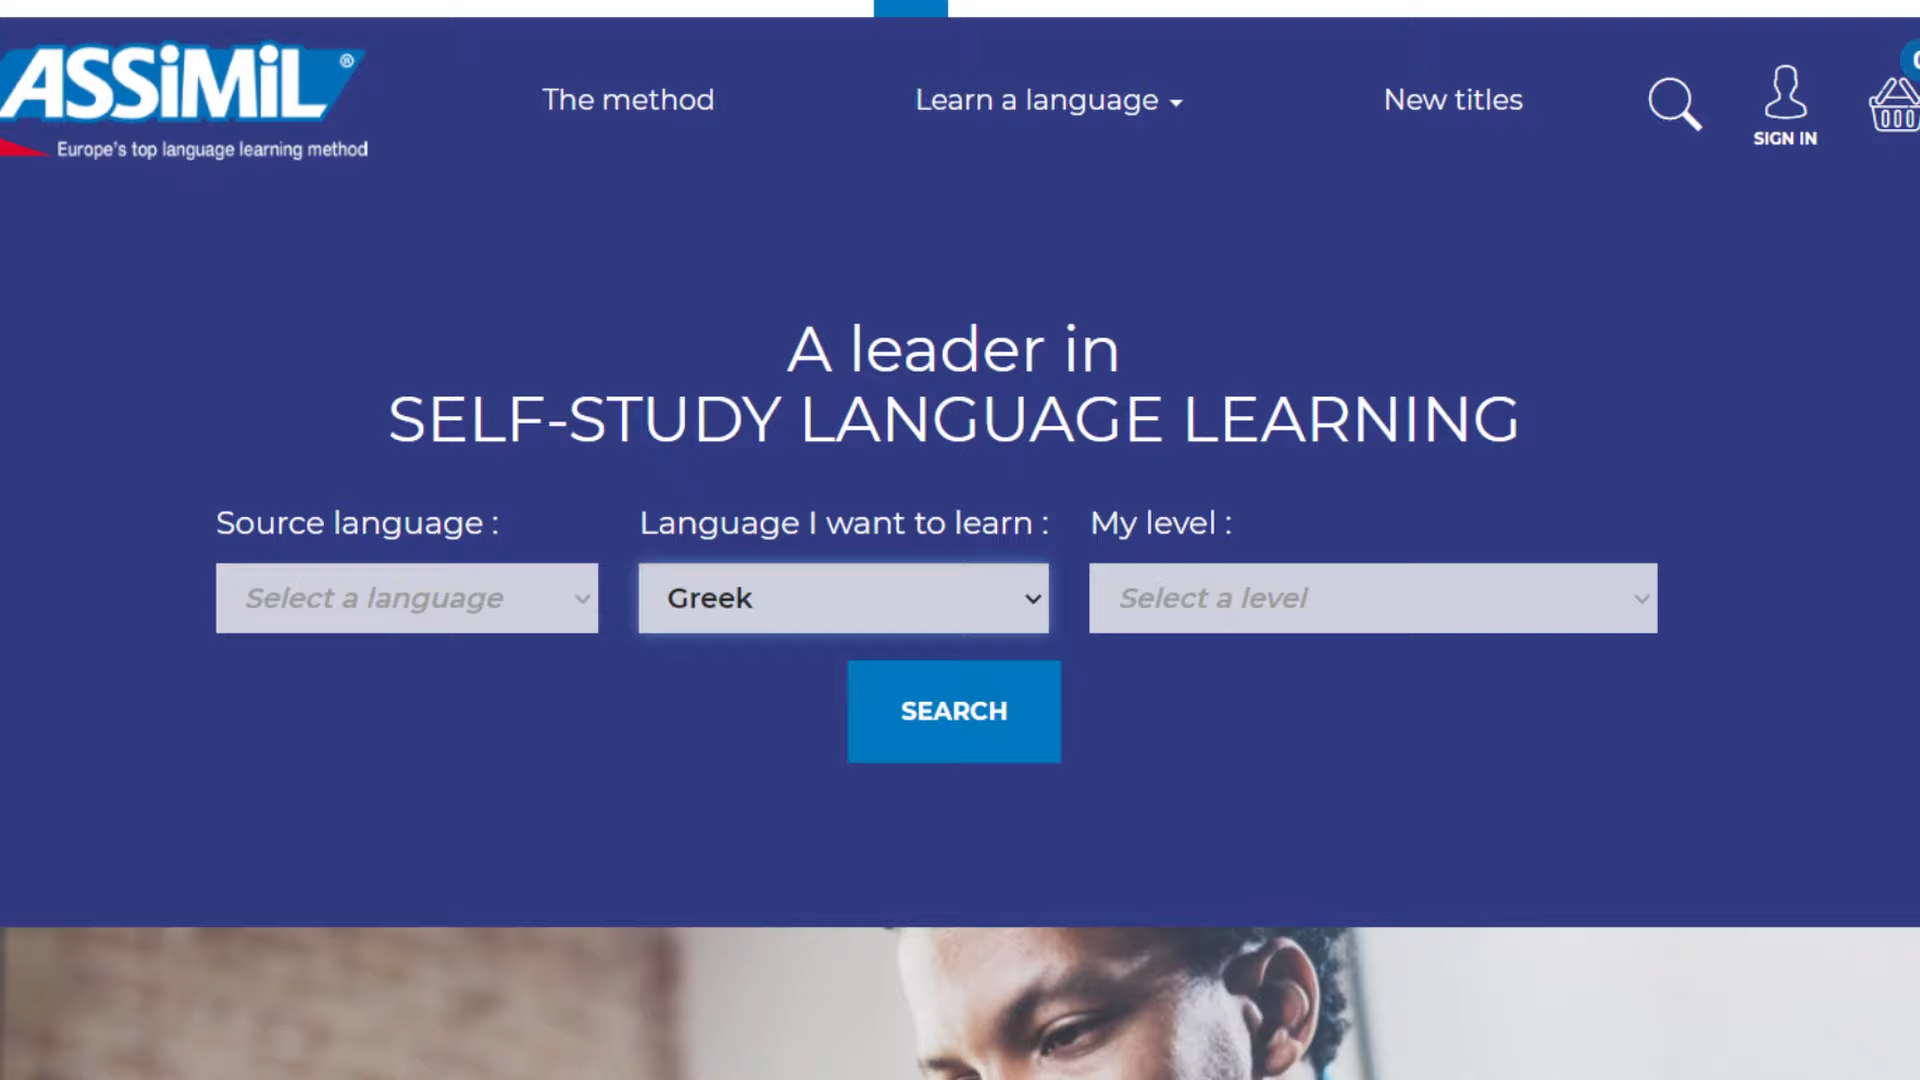 ASSiMiL®
Europe's top language learning method
The method
Learn a language
New titles
SIGN IN
A leader in
SELF-STUDY LANGUAGE LEARNING
Source language :
Language I want to learn :
My level :
Select a language
Greek
Select a level
SEARCH